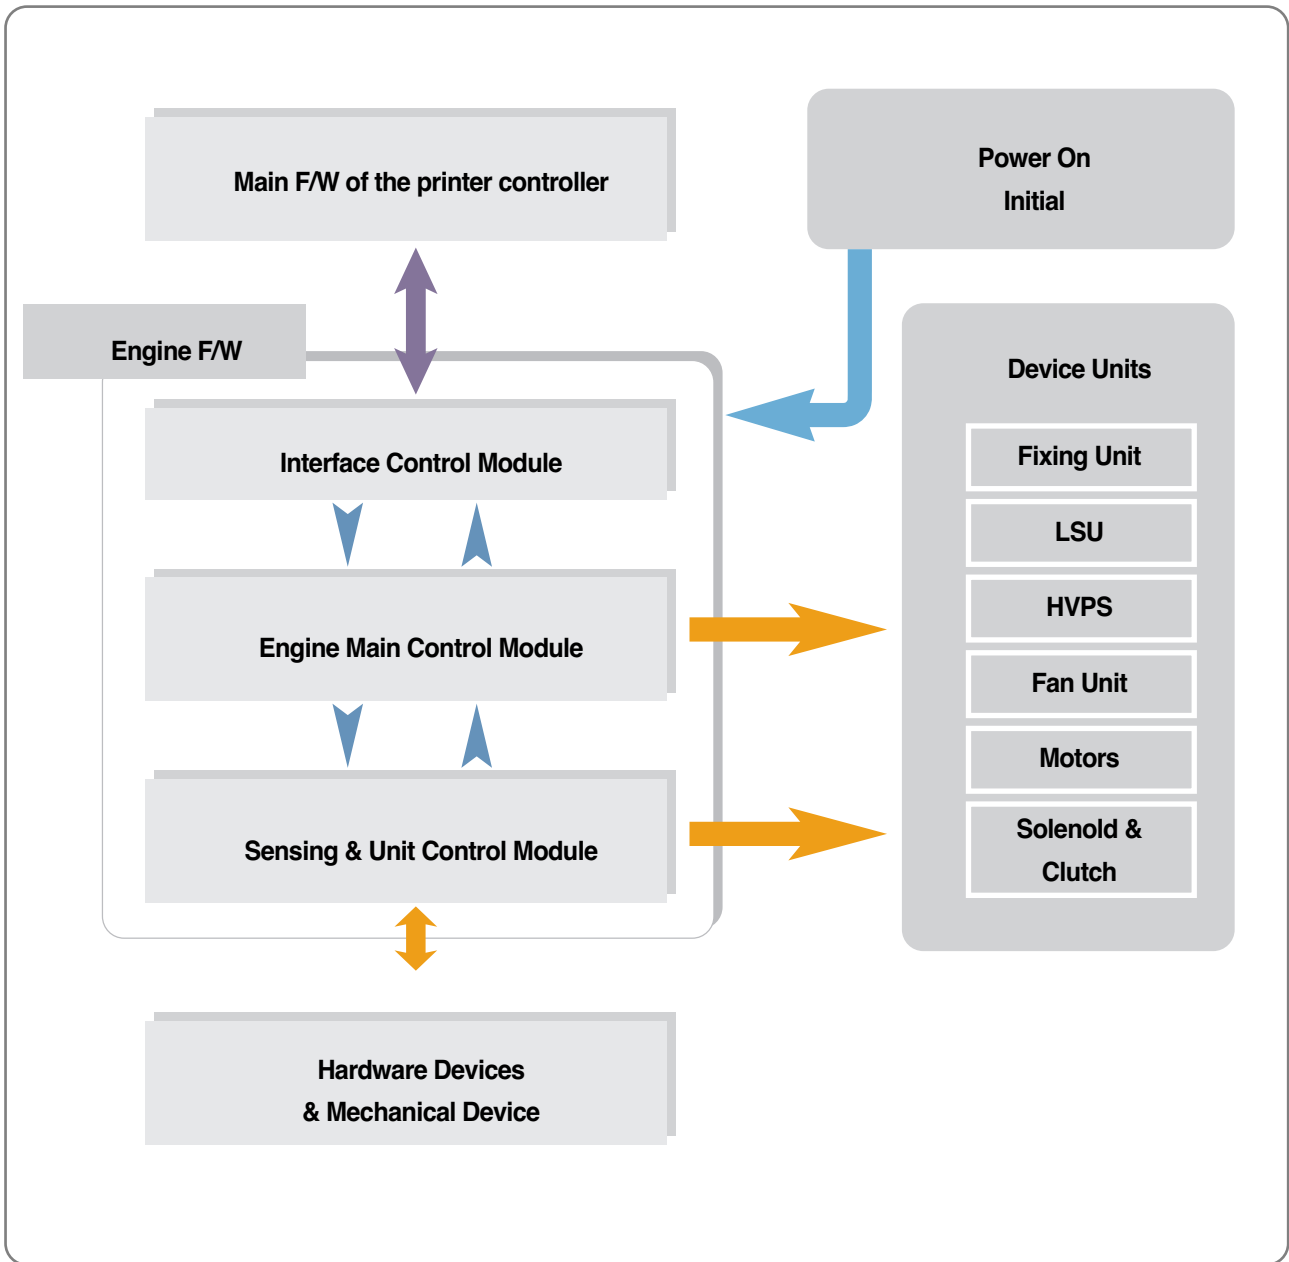 Main F/W of the printer controller
Power On
Initial
Engine F/W
Interface Control Module
Engine Main Control Module
Sensing & Unit Control Module
Hardware Devices
& Mechanical Device
Device Units
Fixing Unit
LSU
HVPS
Fan Unit
Motors
Solenold &
Clutch